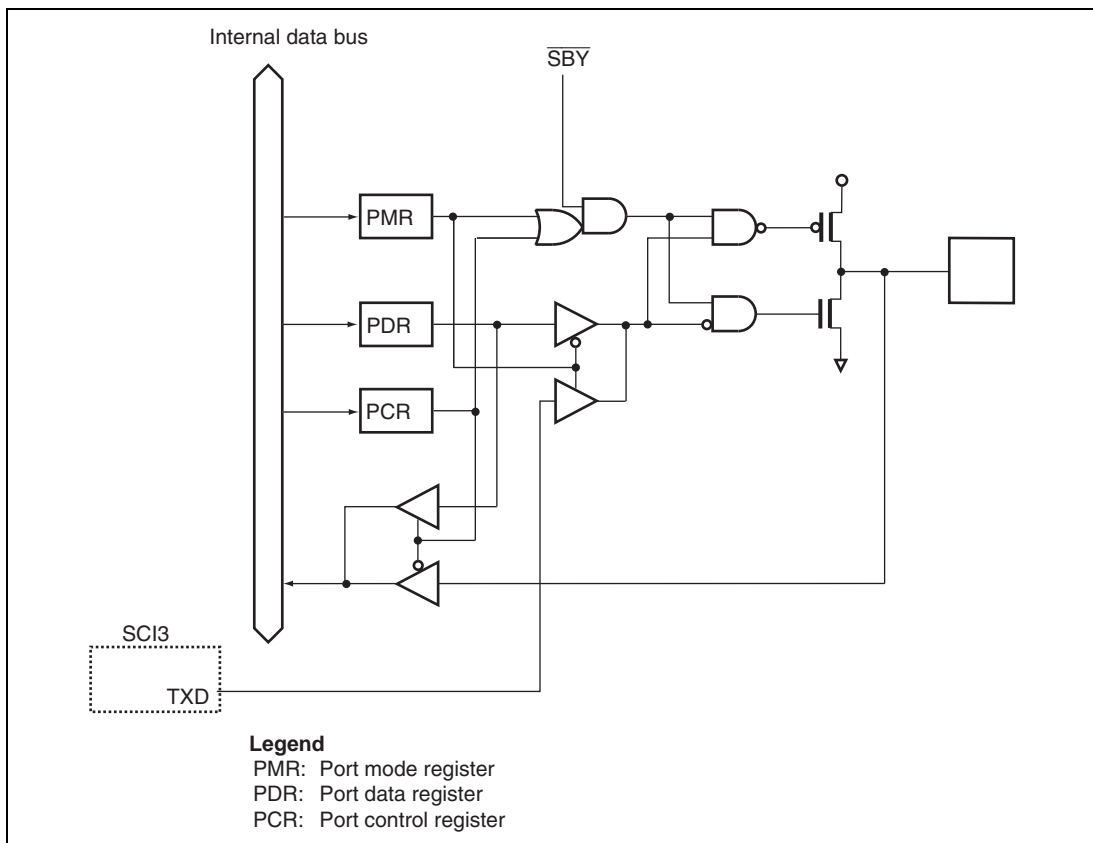 Internal data bus
SBY
PMR
PDR
PCR
SCI3
TXD
Legend
PMR: Port mode register
PDR: Port data register
PCR: Port control register